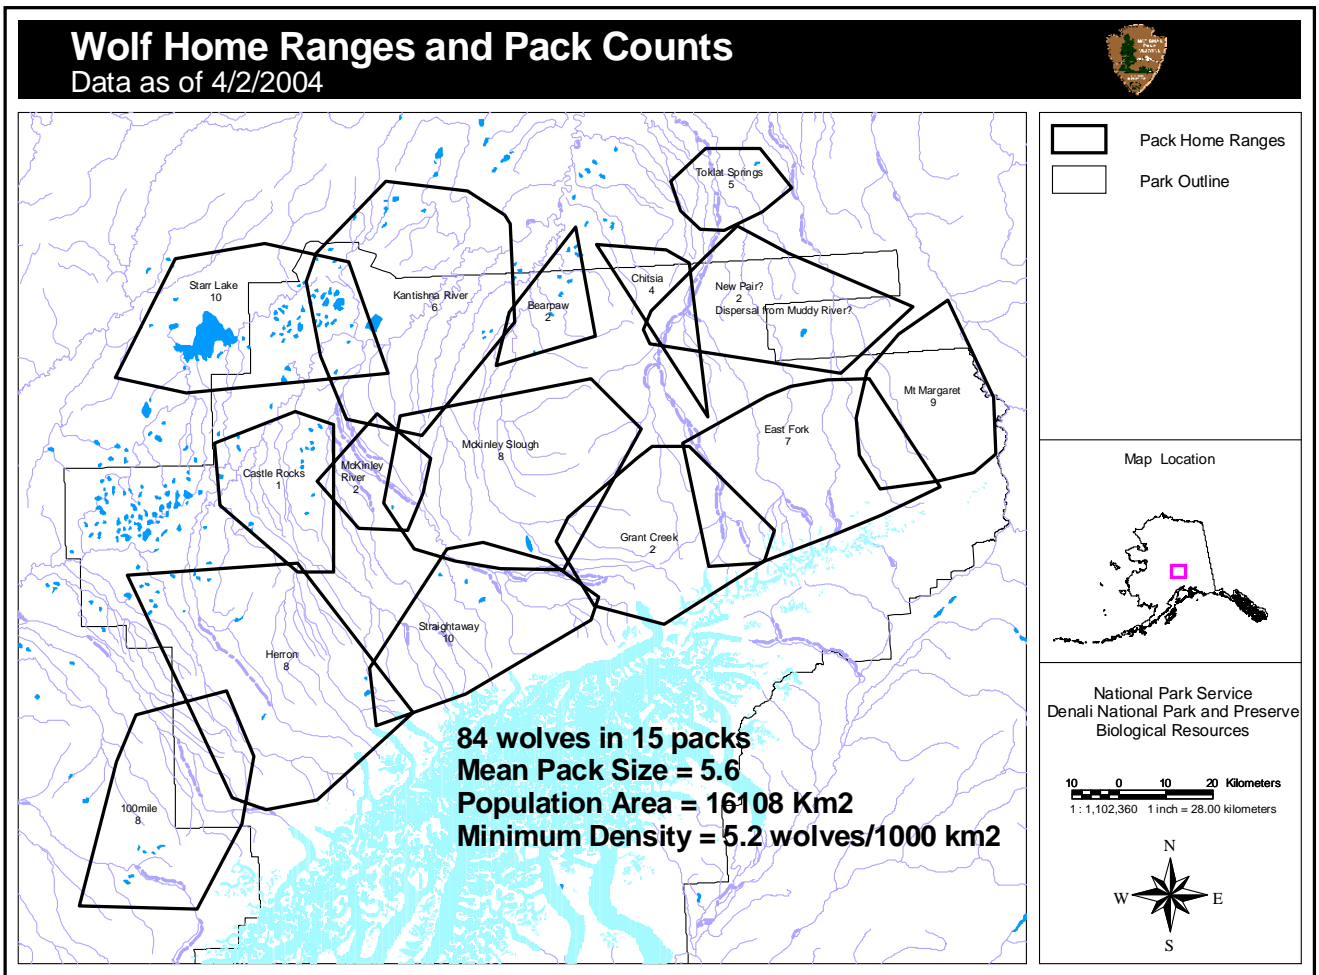 Wolf Home Ranges and Pack Counts
Data as of 4/2/2004
Toklat Springs
5
Starr Lake
10
Kantishna River
6
Bearpaw
2
Chitsia
4
New Pair?
2
Dispersal from Muddy River?
Mt Margaret
9
East Fork
7
Mckinley Slough
8
Castle Rocks
1
McKinley
River
2
Grant Creek
2
Straightaway
10
Herron
8
100mile
8
84 wolves in 15 packs
Mean Pack Size = 5.6
Population Area = 16108 Km2
Minimum Density = 5.2 wolves/1000 km2
Pack Home Ranges
Park Outline
Map Location
National Park Service
Denali National Park and Preserve
Biological Resources
10 0 10 20 Kilometers
1 : 1,102,360 1 inch = 28.00 kilometers
N
W E
S